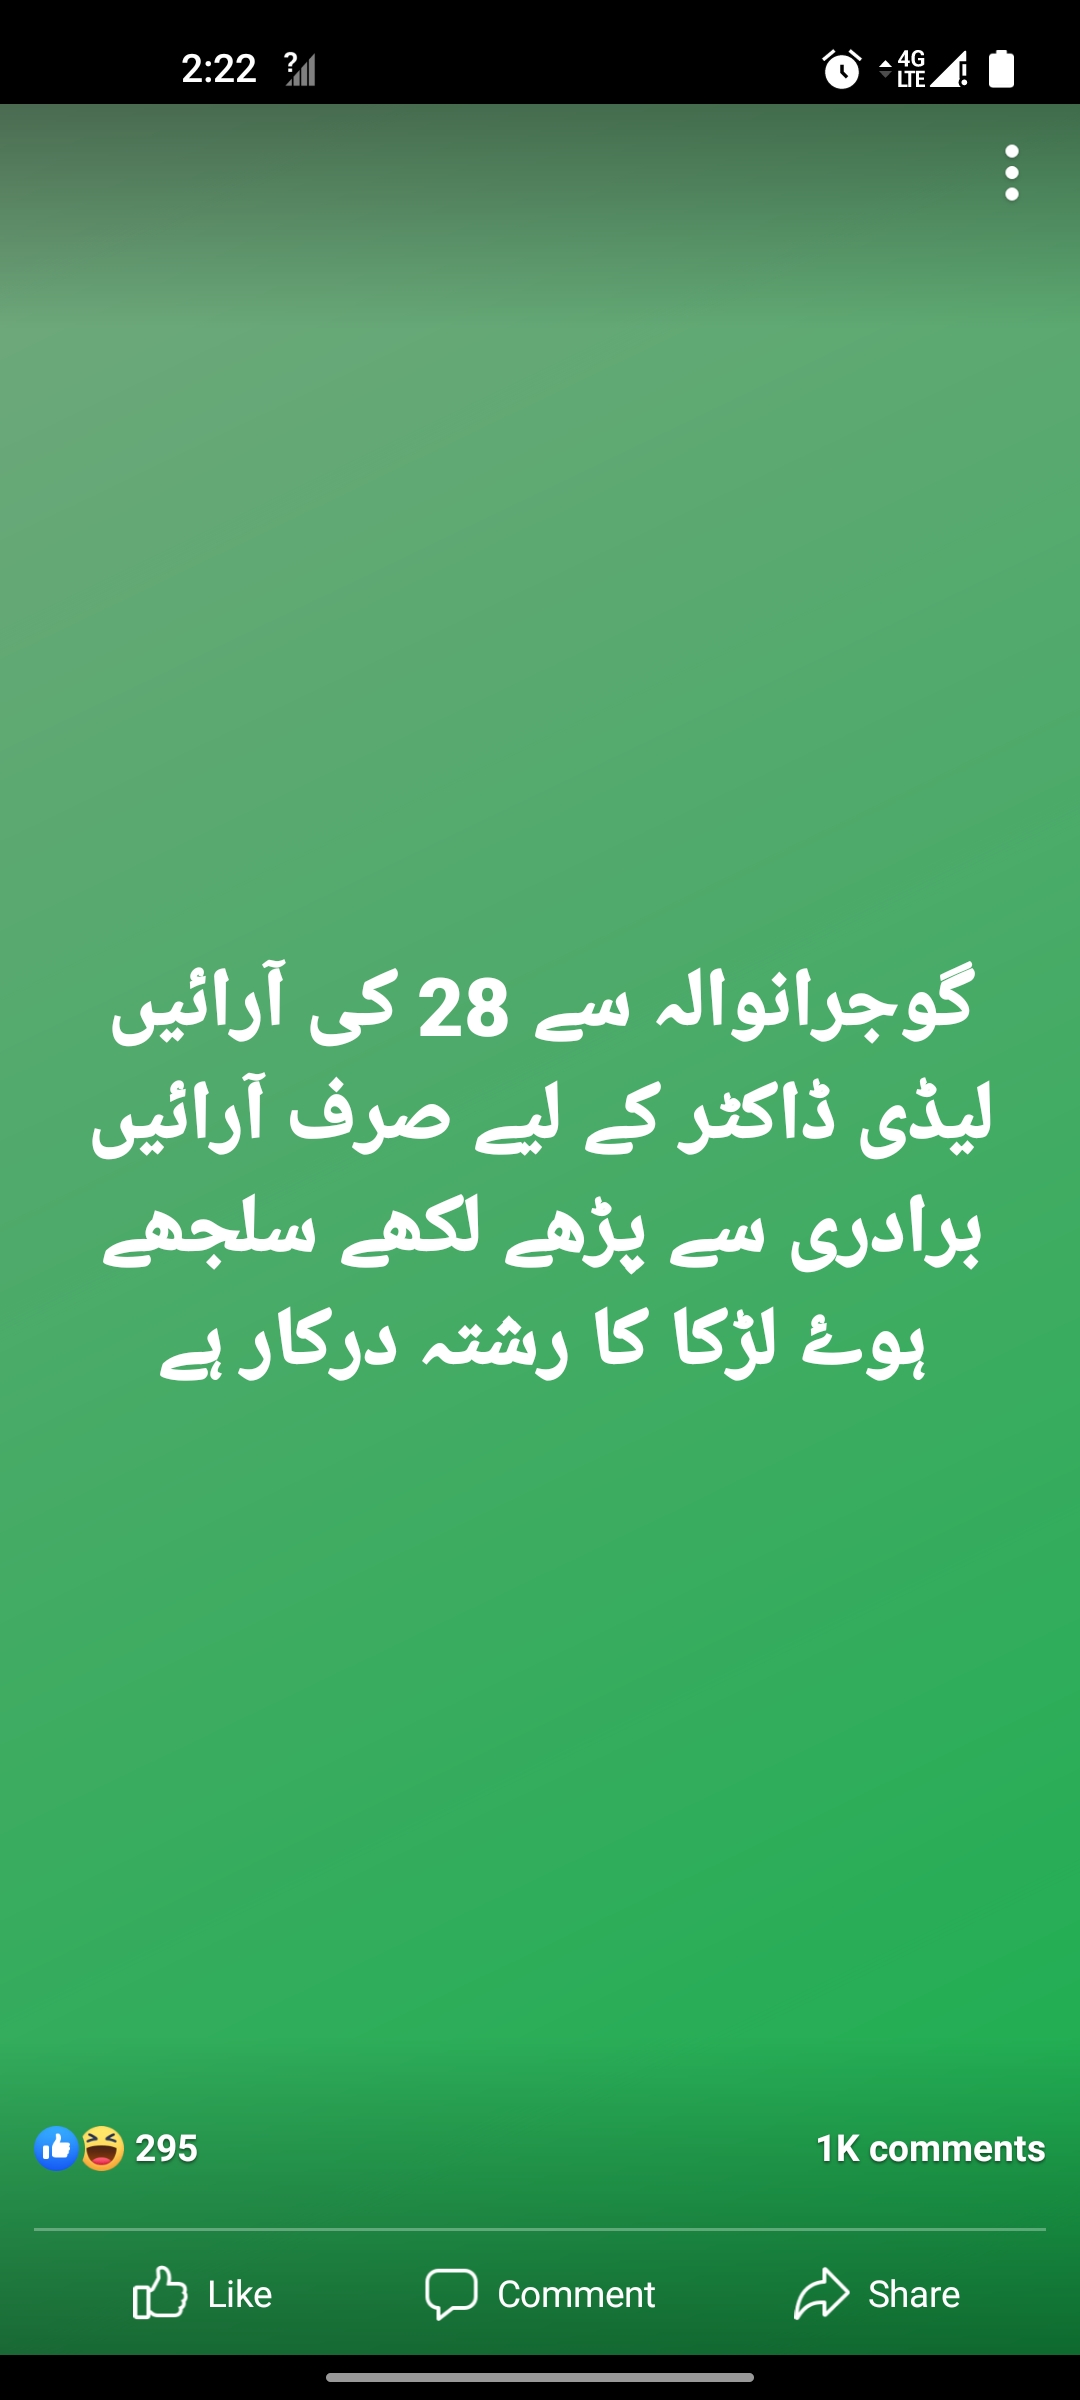 2:22
?
4G
LTE
گوجرانوالہ سے 28 کی آرائیں
لیڈی ڈاکٹر کے لیے صرف آرائیں
برادری سے پڑھے لکھے سلجھے
ہوۓ لڑکا کا رشتہ درکار ہے
295
1K comments
Like
Comment
Share